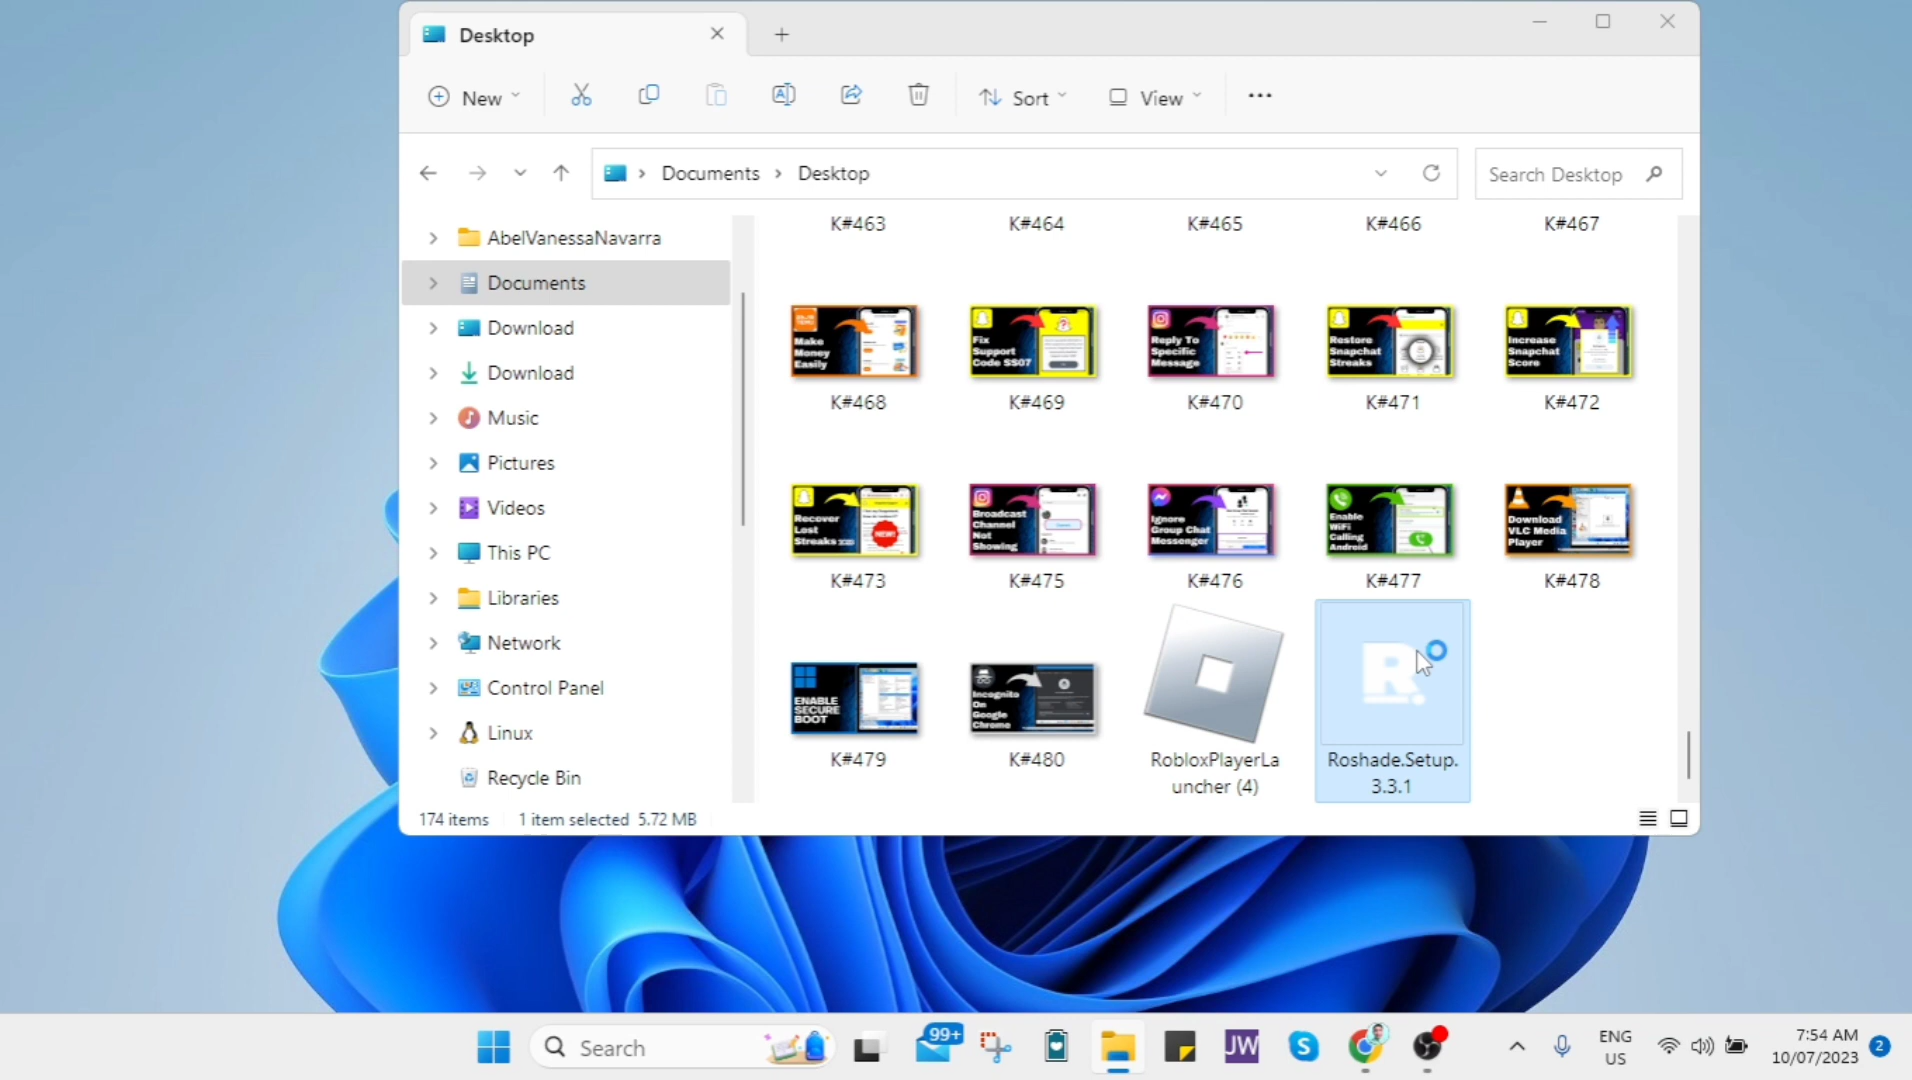 Desktop
New
Sort
View
Documents
Desktop
Search Desktop
AbelVanessaNavarra
Documents
Download
Download
Music
Pictures
Videos
This PC
Libraries
Network
Control Panel
Linux
Recycle Bin
K#463
K#464
K#465
K#466
K#467
Make
Money
Easily
Fix
Support
Code SS07
Reply To
Specific
Message
Restore
Snapchat
Streaks
Increase
Snapchat
Score
K#468
K#469
K#470
K#471
K#472
Recover
Lost
Streaks
NEW!
Broadcast
Channel
Not
Showing
Ignore
Group Chat
Messenger
Enable
WiFi
Calling
Android
Download
VLC Media
Player
K#473
K#475
K#476
K#477
K#478
ENABLE
SECURE
BOOT
Incognito
On
Google
Chrome
R.
K#479
K#480
RobloxPlayerLa
uncher (4)
Roshade.Setup.
3.3.1
174 items
1 item selected 5.72 MB
Search
99+
JW
S
ENG
US
7:54 AM
10/07/2023
2